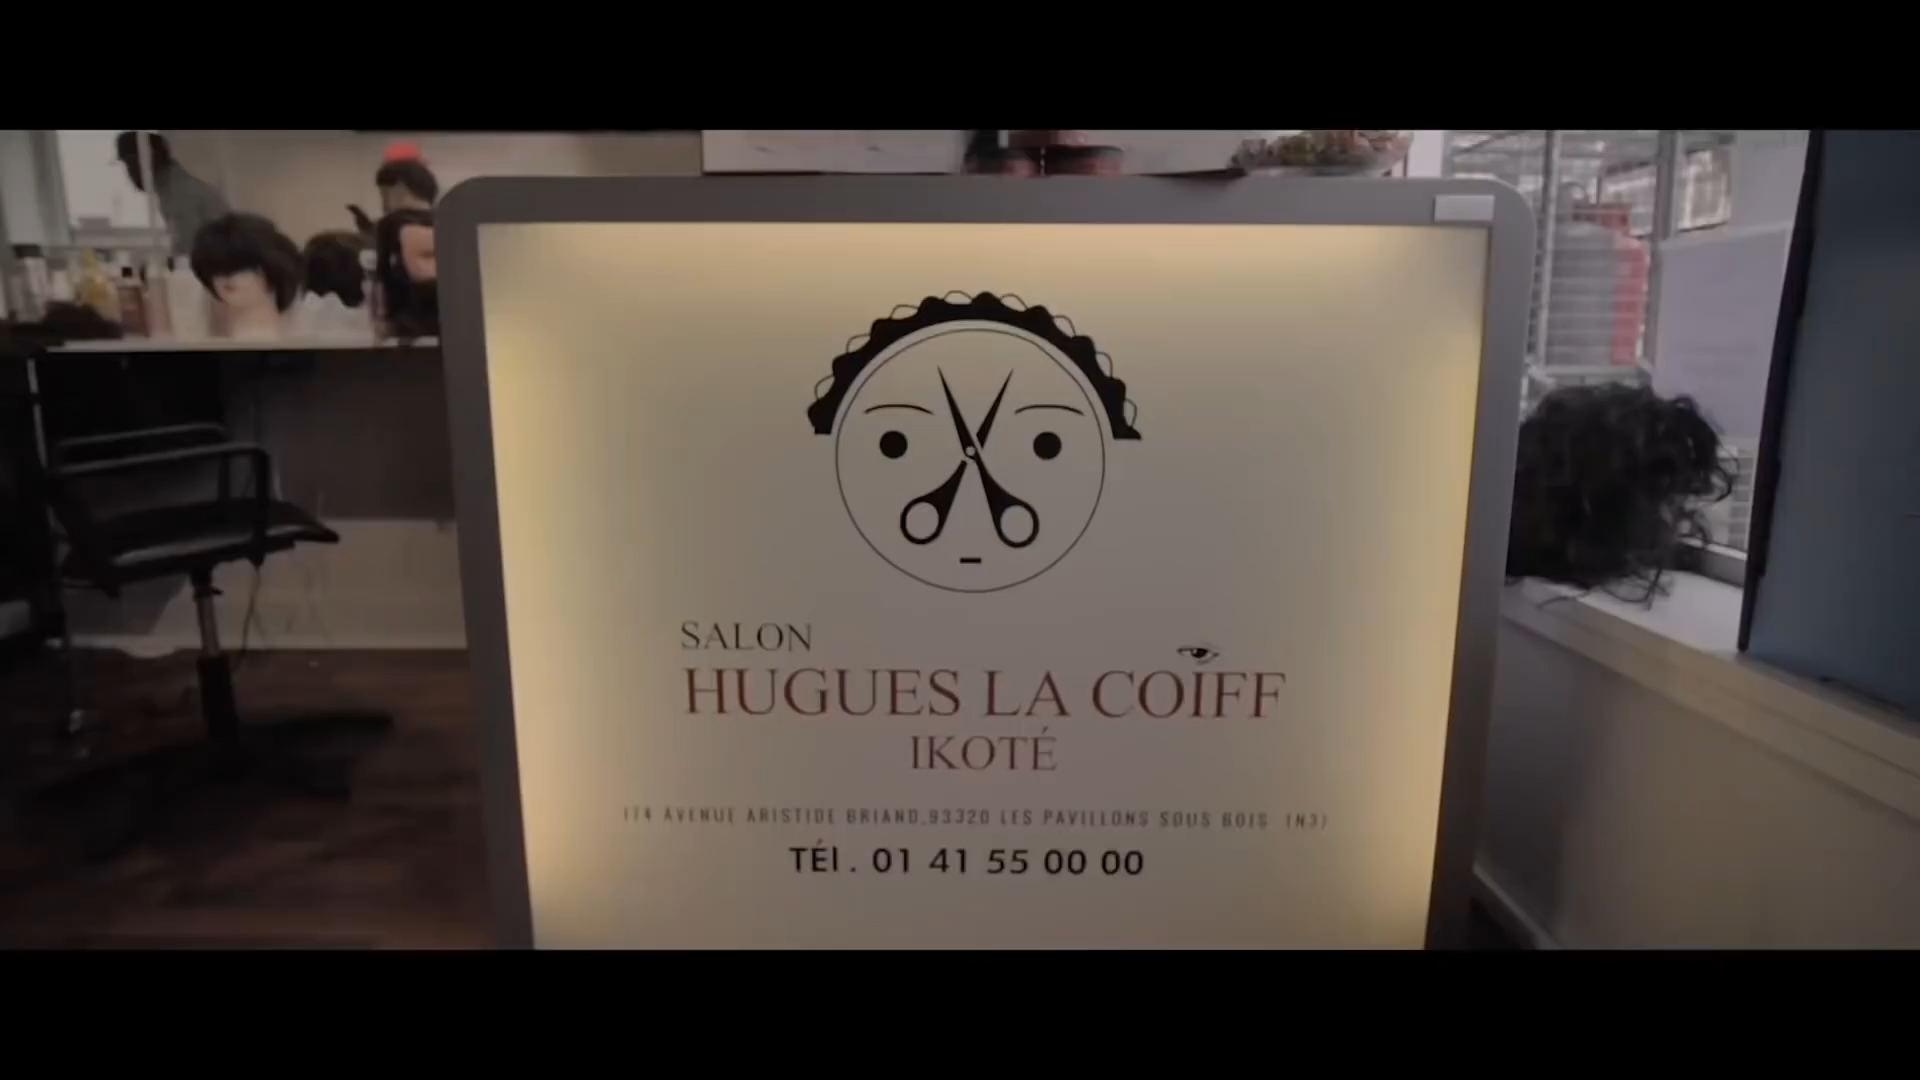 SALON
HUGUES LA COIFF
IKOTÉ
174 AVENUE ARISTIDE BRIAND,93320 LES PAVILLONS SOUS BOIS (N3)
TÉl. 01 41 55 00 00